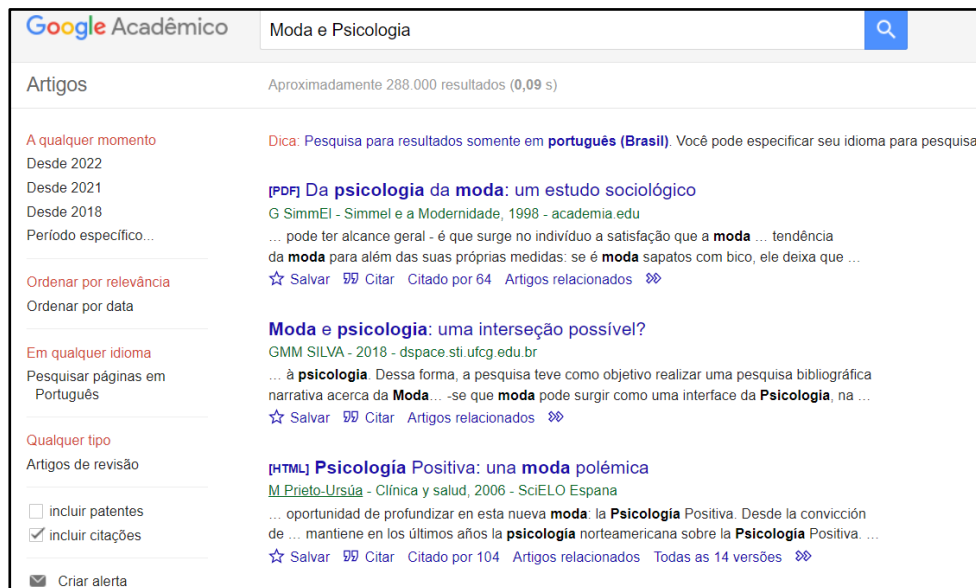 Google Acadêmico
Moda e Psicologia
Artigos
Aproximadamente 288.000 resultados (0,09 s)
A qualquer momento
Desde 2022
Desde 2021
Desde 2018
Período específico...
Ordenar por relevância
Ordenar por data
Em qualquer idioma
Pesquisar páginas em
Português
Qualquer tipo
Artigos de revisão
incluir patentes
incluir citações
Criar alerta
Dica: Pesquisa para resultados somente em português (Brasil). Você pode especificar seu idioma para pesquisa
[PDF] Da psicologia da moda: um estudo sociológico
G SimmEl - Simmel e a Modernidade, 1998 - academia.edu
... pode ter alcance geral - é que surge no indivíduo a satisfação que a moda ... tendência
da moda para além das suas próprias medidas: se é moda sapatos com bico, ele deixa que ...
Salvar Citar Citado por 64 Artigos relacionados
Moda e psicologia: uma interseção possível?
GMM SILVA - 2018 - dspace.sti.ufcg.edu.br
... à psicologia. Dessa forma, a pesquisa teve como objetivo realizar uma pesquisa bibliográfica
narrativa acerca da Moda... -se que moda pode surgir como uma interface da Psicologia, na ...
Salvar Citar Artigos relacionados
[HTML] Psicología Positiva: una moda polémica
M Prieto-Ursúa - Clínica y salud, 2006 - SciELO Espana
... oportunidad de profundizar en esta nueva moda: la Psicología Positiva. Desde la convicción
de ... mantiene en los últimos años la psicología norteamericana sobre la Psicología Positiva. ...
Salvar Citar Citado por 104 Artigos relacionados Todas as 14 versões